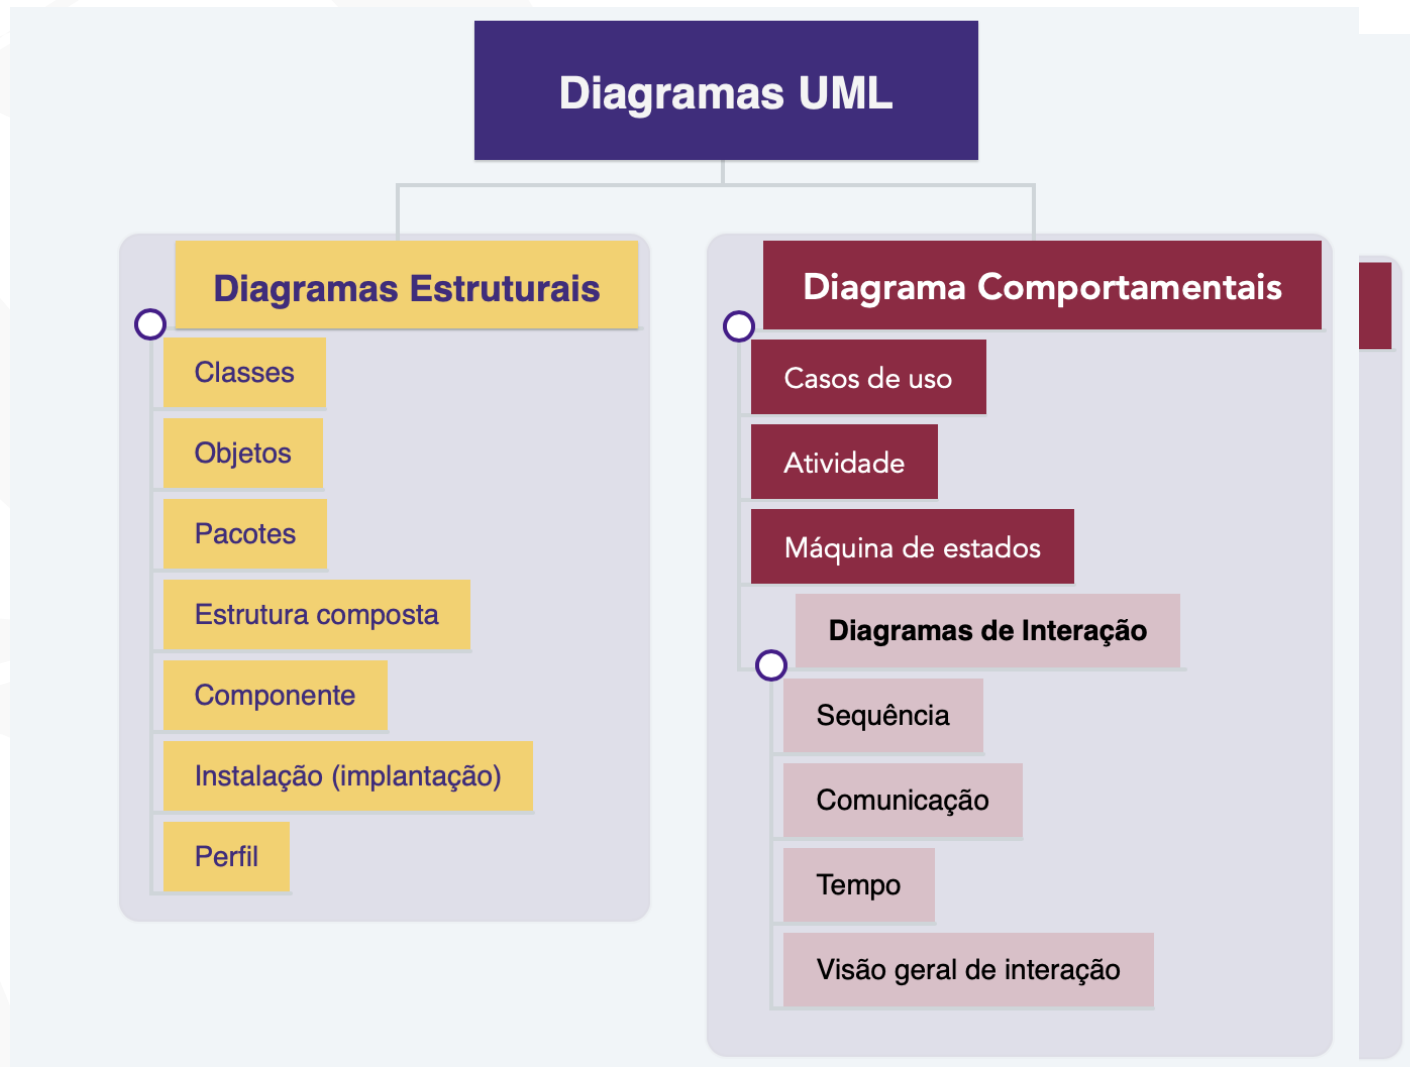 Diagramas UML
Diagramas Estruturais
Classes
Objetos
Pacotes
Estrutura composta
Componente
Instalação (implantação)
Perfil
Diagrama Comportamentais
Casos de uso
Atividade
Máquina de estados
Diagramas de Interação
Sequência
Comunicação
Tempo
Visão geral de interação